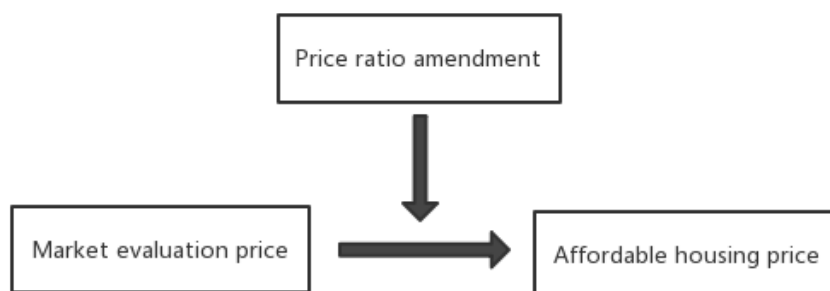 Price ratio amendment
Market evaluation price
Affordable housing price